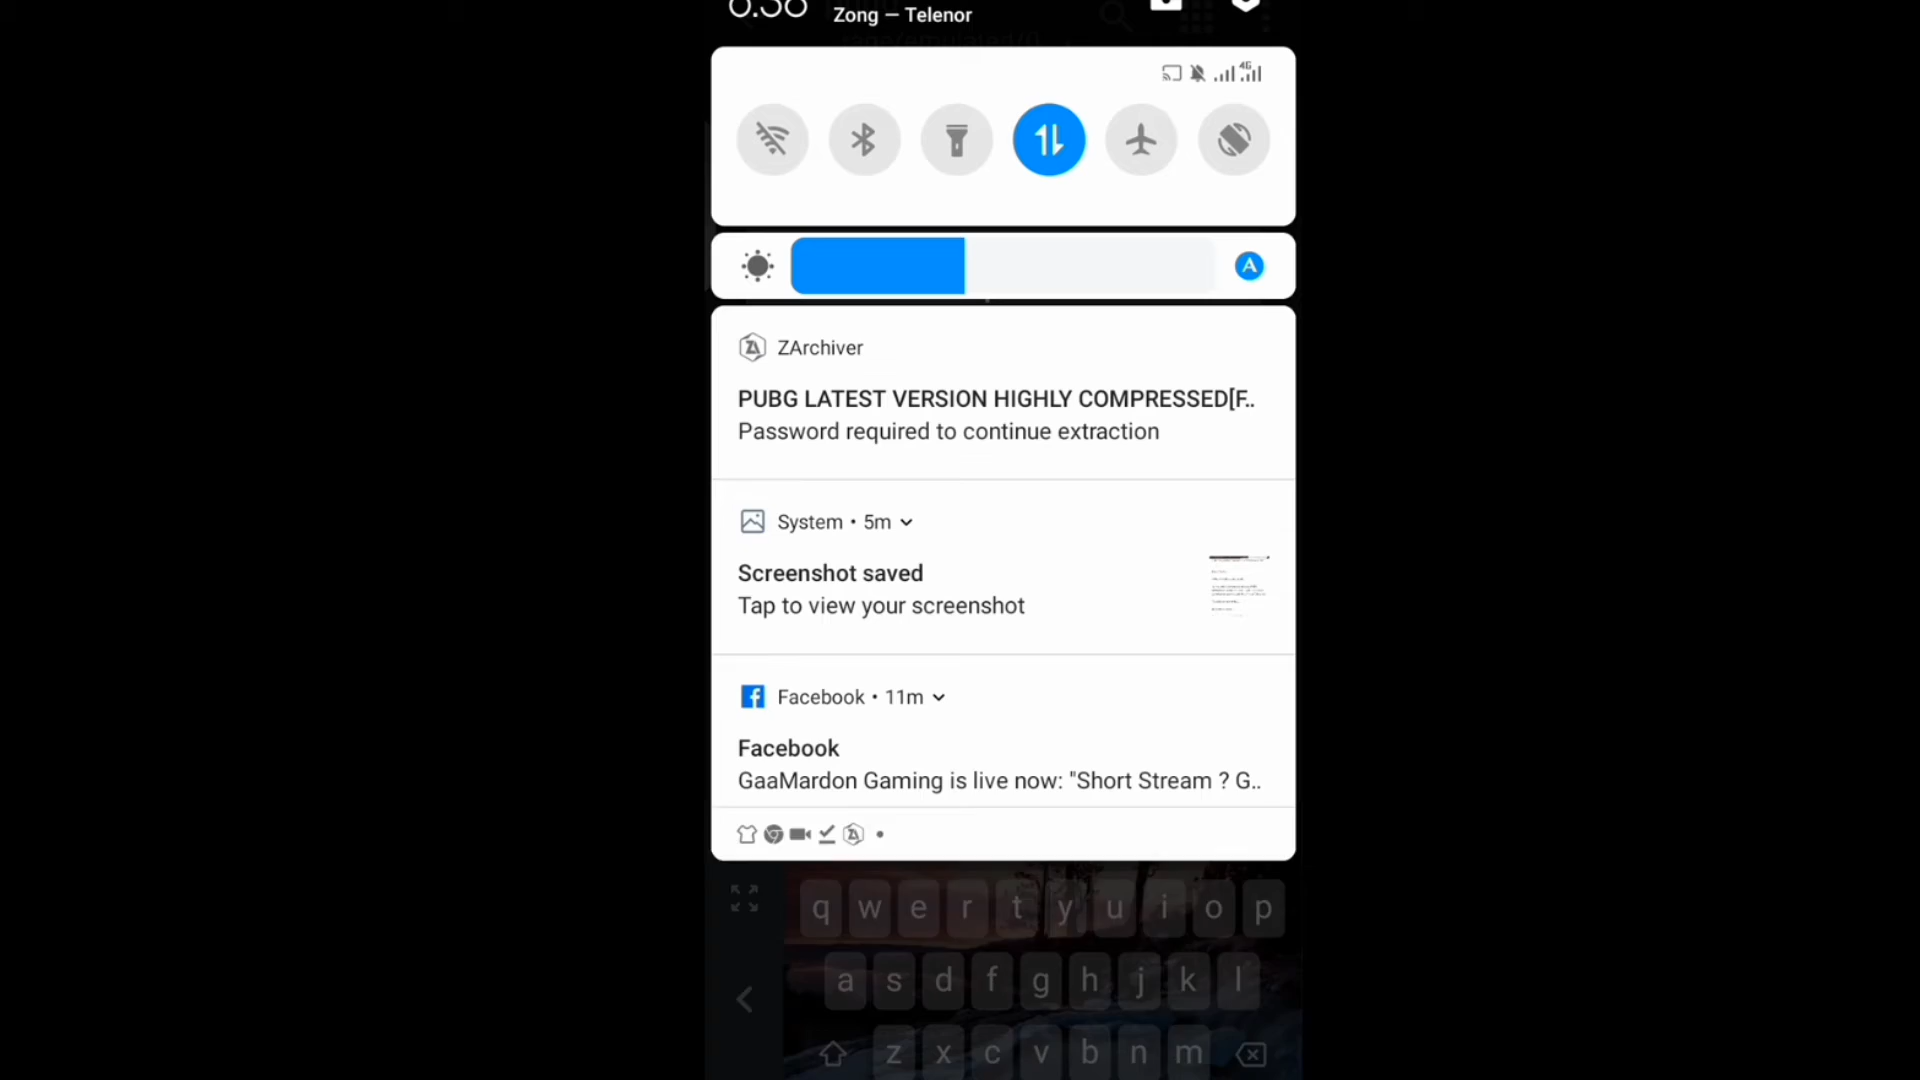 Zong — Telenor
4G
A
ZArchiver
PUBG LATEST VERSION HIGHLY COMPRESSED[F..
Password required to continue extraction
System • 5m
Screenshot saved
Tap to view your screenshot
Facebook • 11m
Facebook
GaaMardon Gaming is live now: "Short Stream ? G..
q w e r t y u i o p
a s d f g h j k l
z x c v b n m